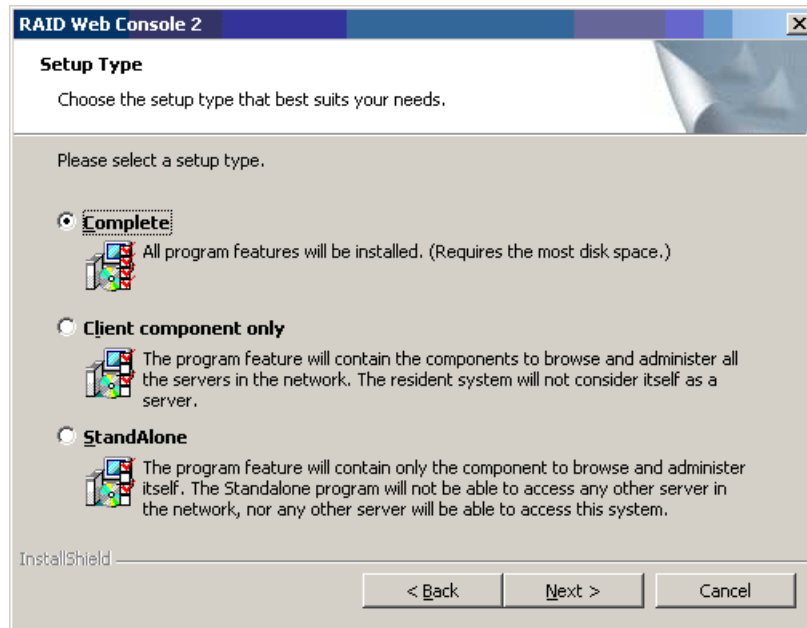 RAID Web Console 2
Setup Type
Choose the setup type that best suits your needs.
Please select a setup type.
Complete
All program features will be installed. (Requires the most disk space.)
Client component only
The program feature will contain the components to browse and administer all
the servers in the network. The resident system will not consider itself as a
server.
StandAlone
The program feature will contain only the component to browse and administer
itself. The Standalone program will not be able to access any other server in
the network, nor any other server will be able to access this system.
InstallShield
< Back
Next >
Cancel